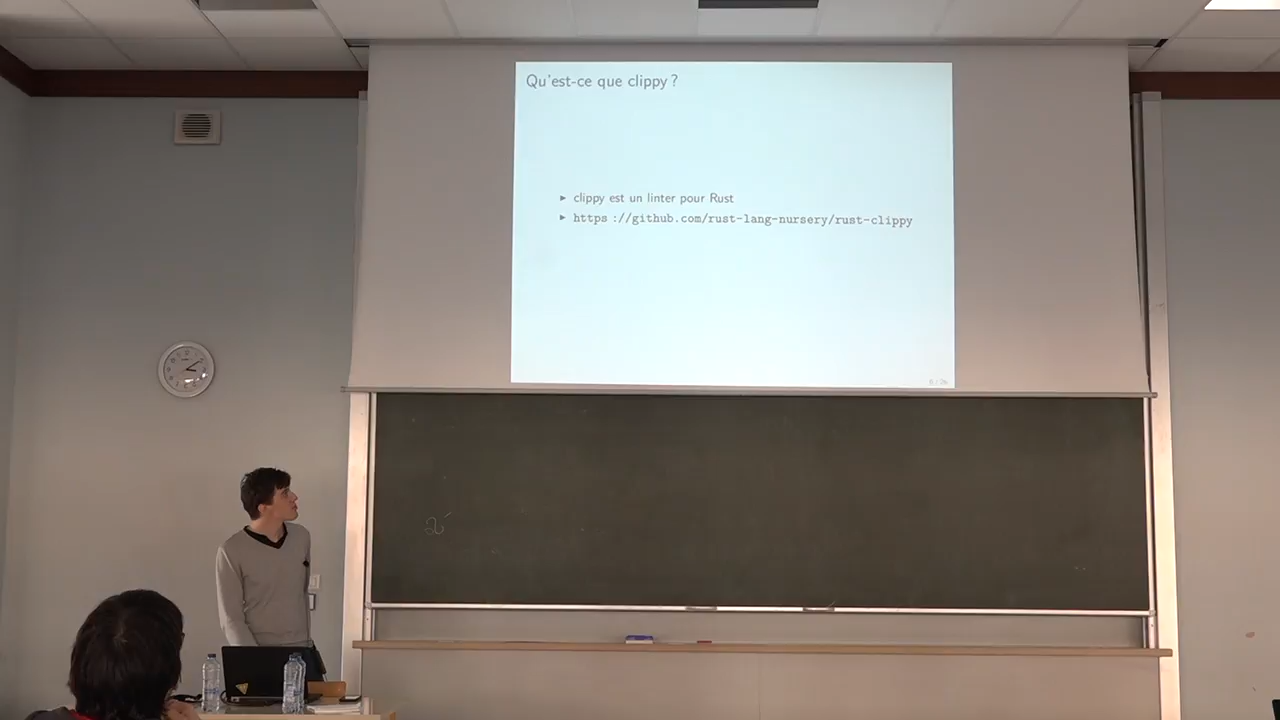 Qu'est-ce que clippy ?
▶ clippy est un linter pour Rust
▶ https ://github.com/rust-lang-nursery/rust-clippy